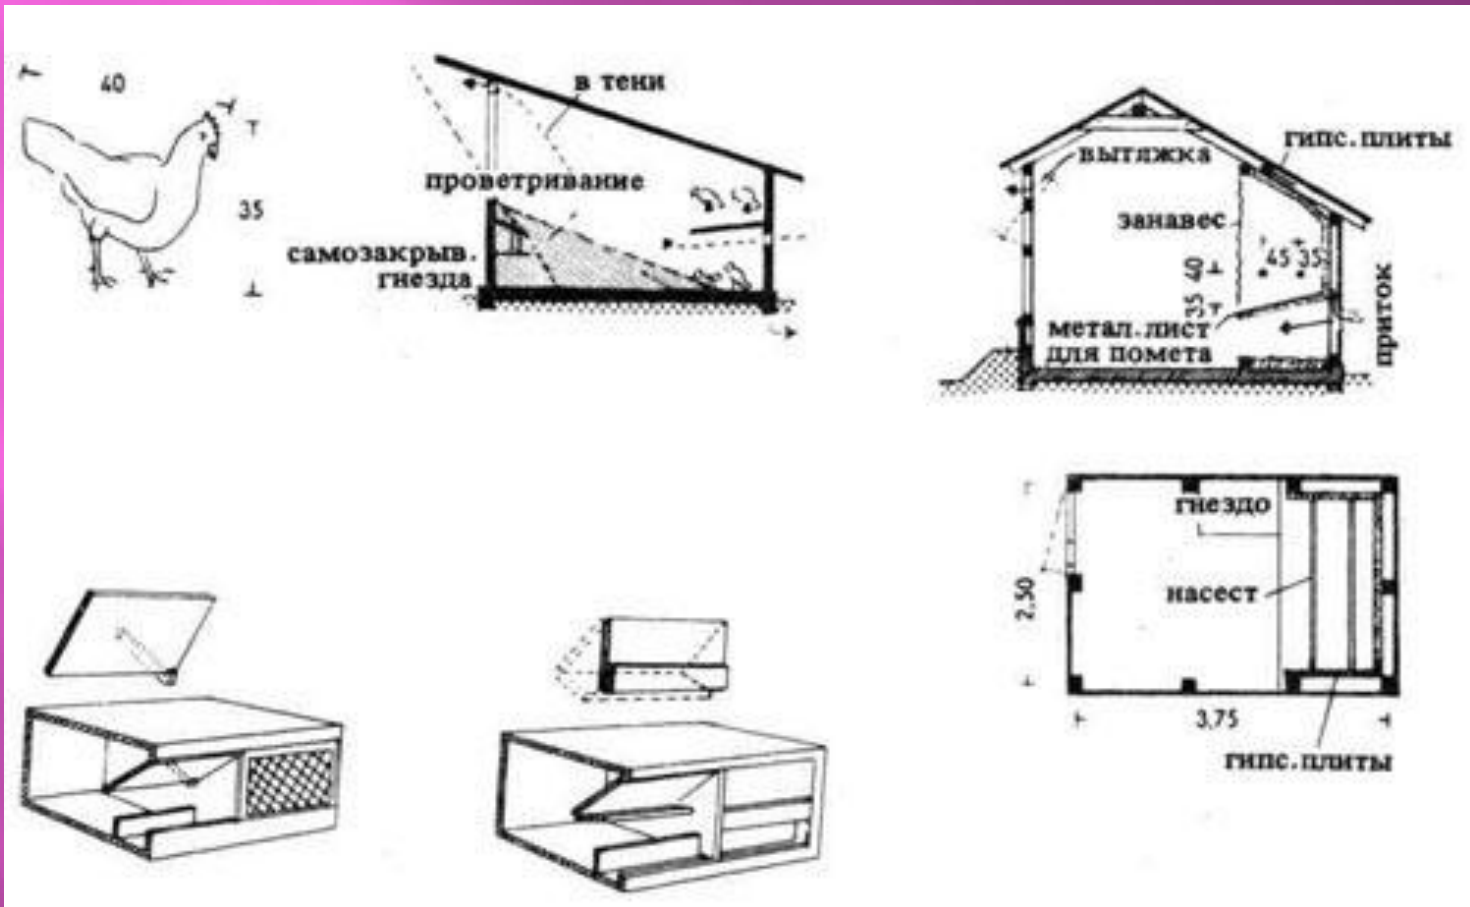 40
35
в тени
проветривание
самозакрыв.
гнезда
гипс.плиты
вытяжка
занавес
45 35
40
35
метал.лист
для помета
приток
гнездо
насест
2,50
3,75
гипс.плиты